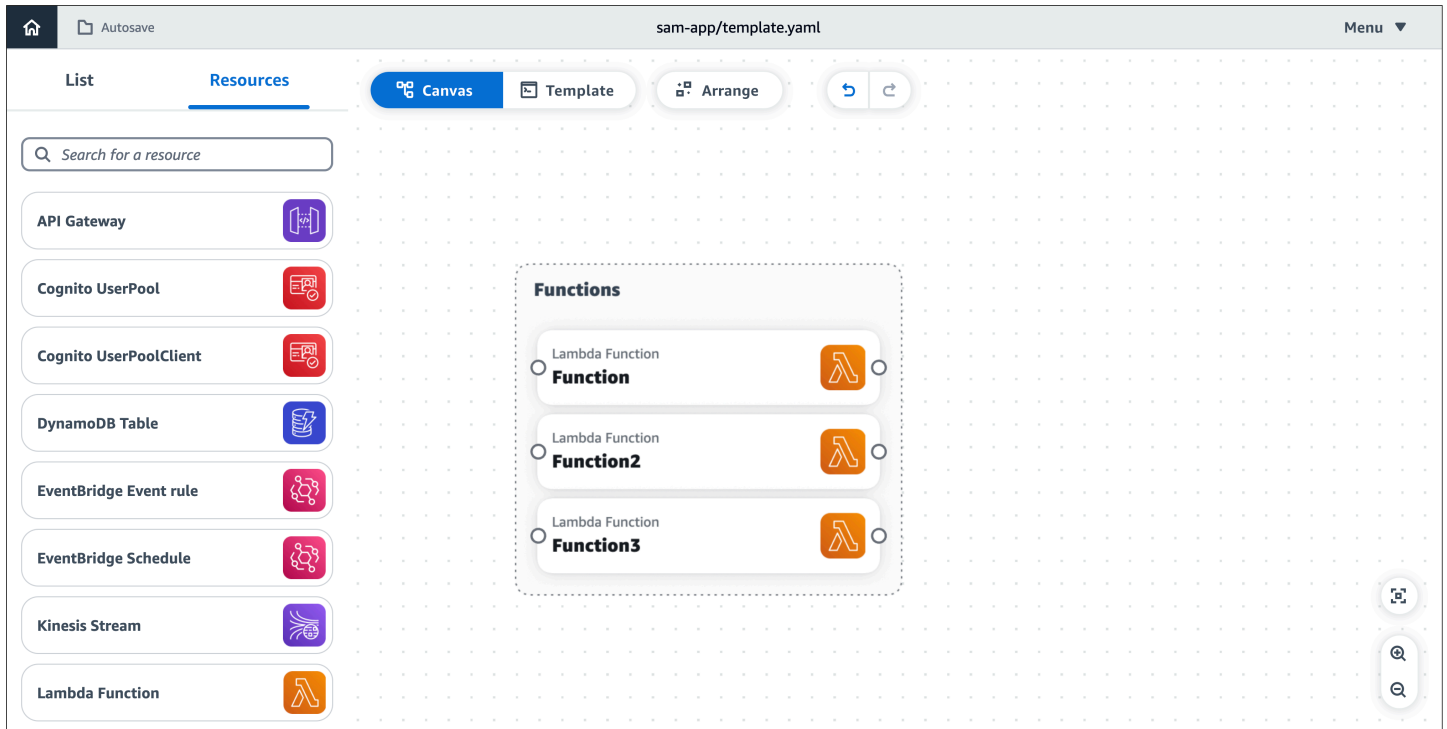 Autosave
sam-app/template.yaml
Menu
List
Resources
Canvas
Template
Arrange
Search for a resource
API Gateway
Cognito UserPool
Cognito UserPoolClient
DynamoDB Table
EventBridge Event rule
EventBridge Schedule
Kinesis Stream
Lambda Function
Functions
Lambda Function
Function
Lambda Function
Function2
Lambda Function
Function3